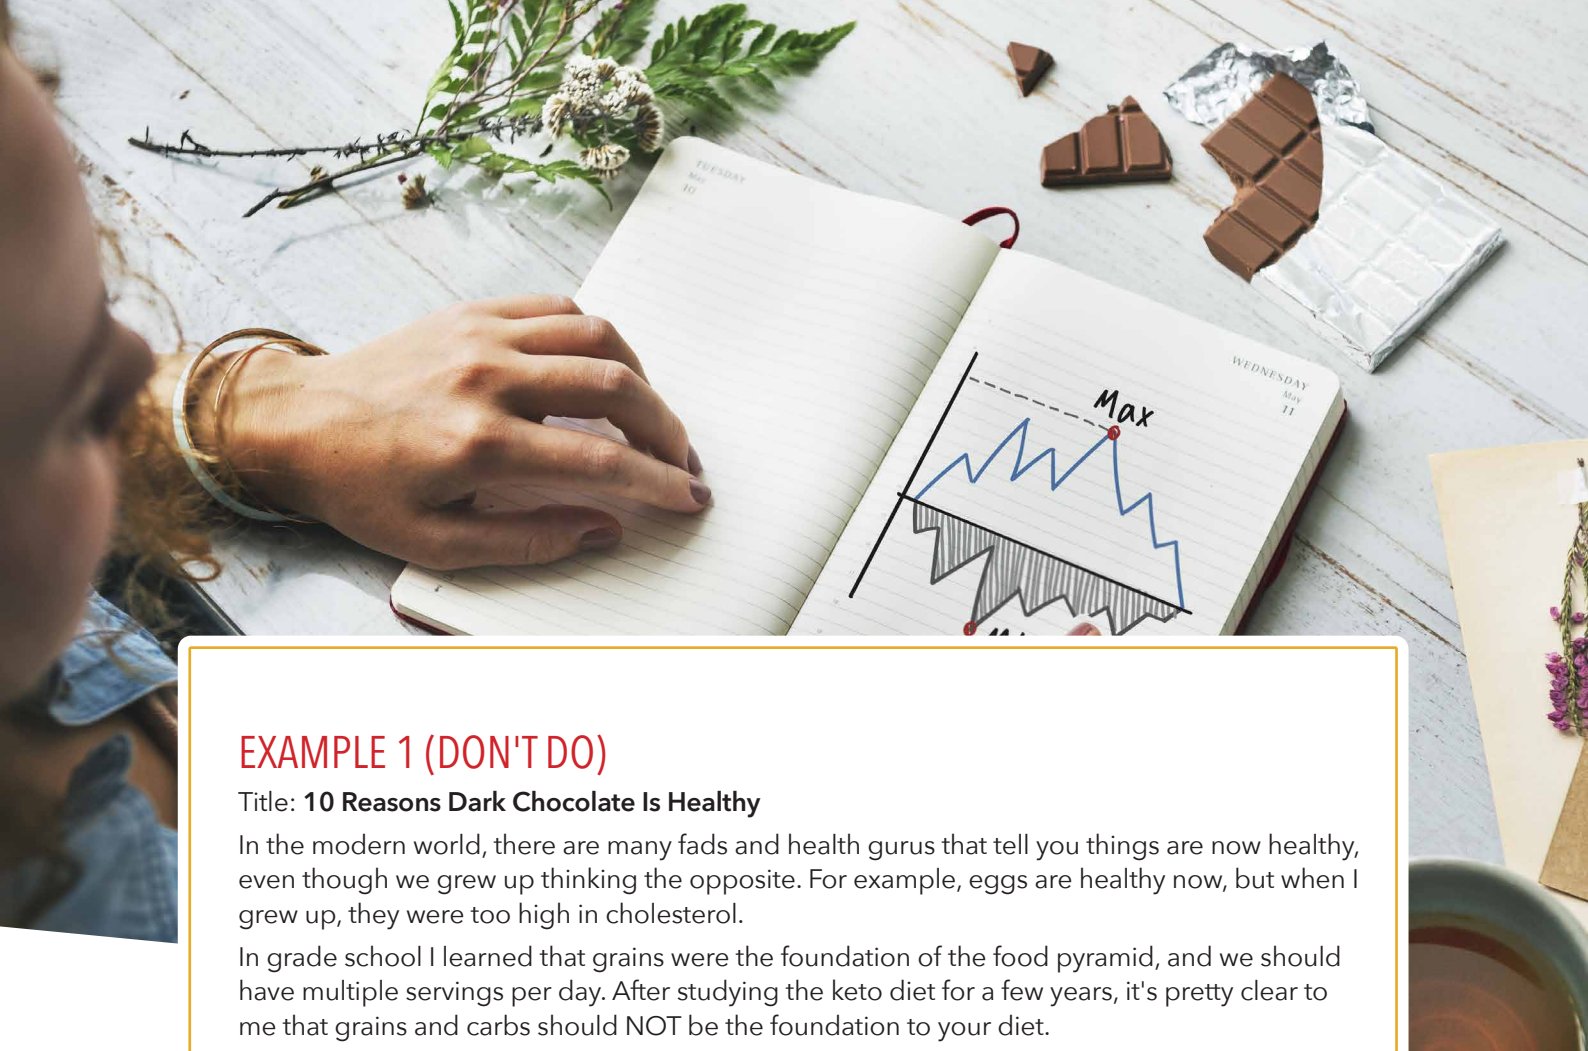 TUESDAY
May
10
WEDNESDAY
May
11
Max
EXAMPLE 1 (DON'T DO)
Title: 10 Reasons Dark Chocolate Is Healthy
In the modern world, there are many fads and health gurus that tell you things are now healthy,
even though we grew up thinking the opposite. For example, eggs are healthy now, but when I
grew up, they were too high in cholesterol.
In grade school I learned that grains were the foundation of the food pyramid, and we should
have multiple servings per day. After studying the keto diet for a few years, it's pretty clear to
me that grains and carbs should NOT be the foundation to your diet.